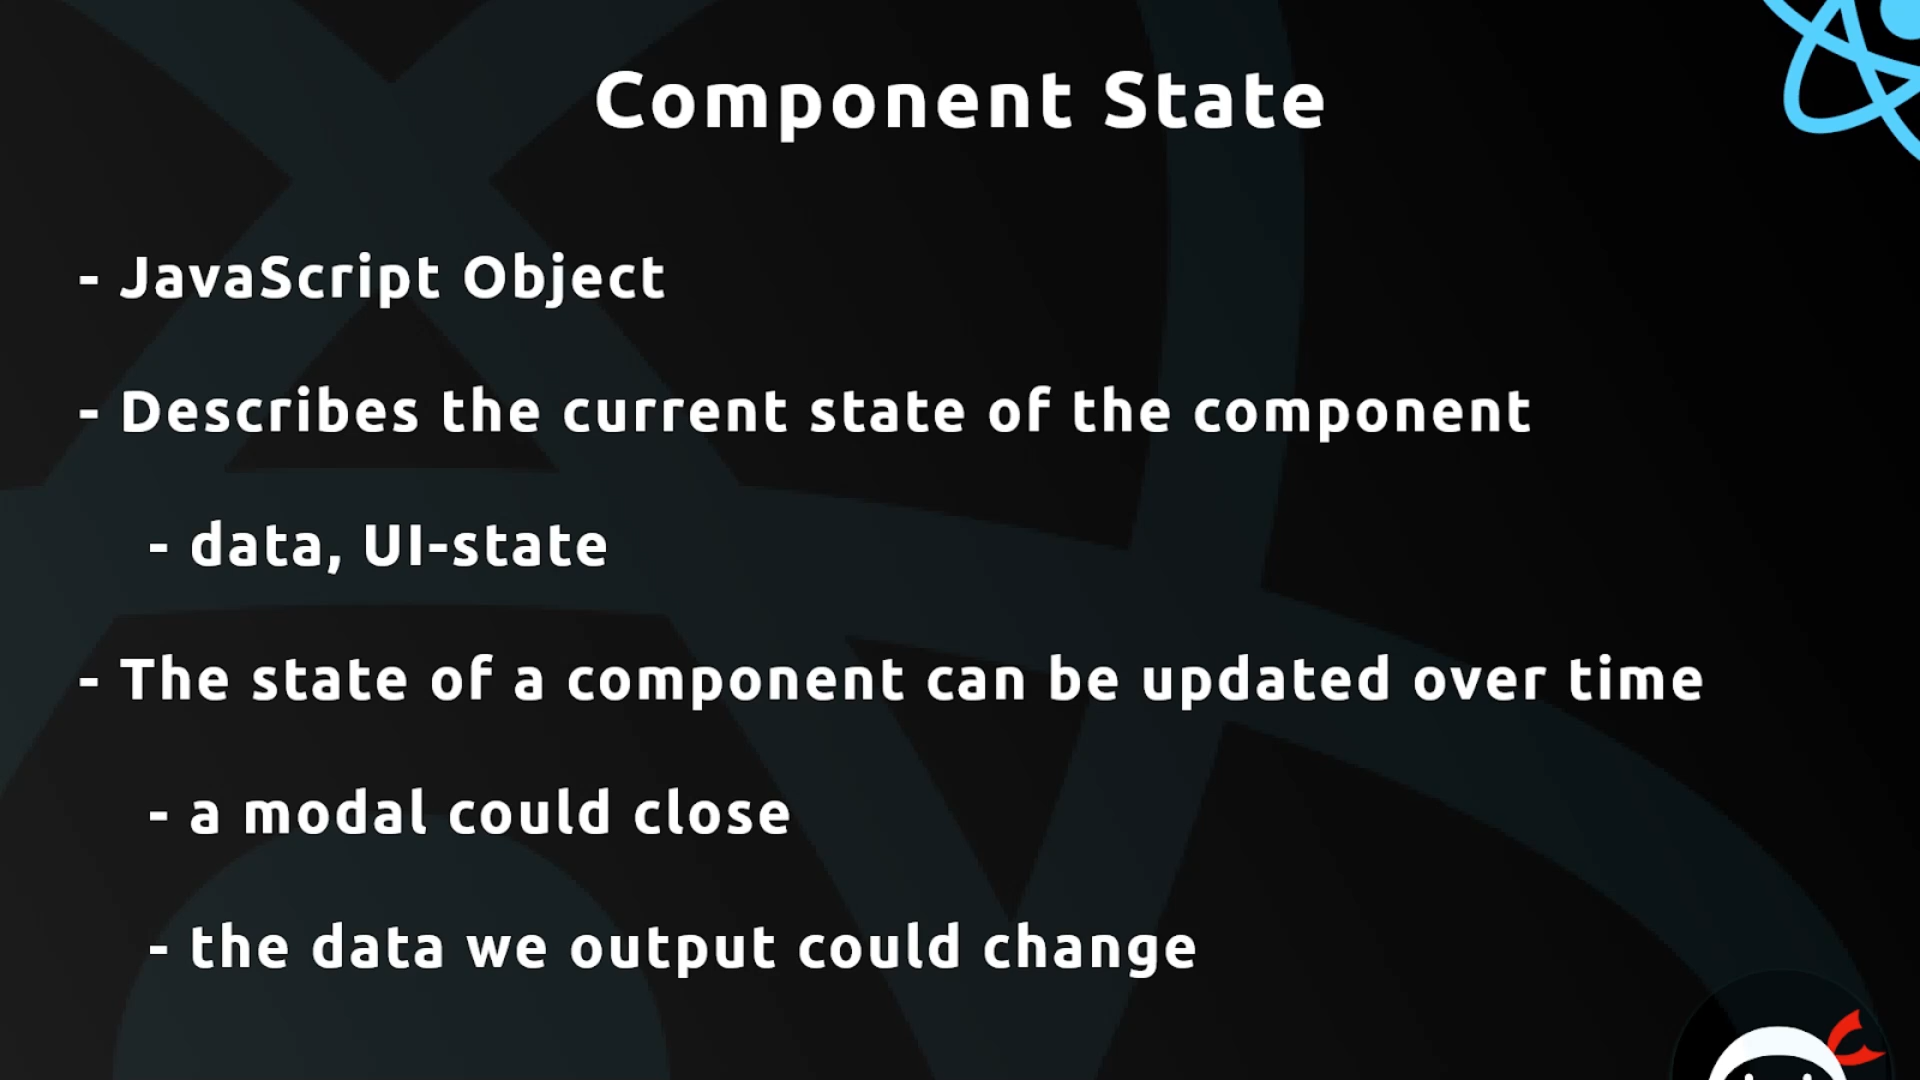 Component State
- JavaScript Object
- Describes the current state of the component
- data, UI-state
- The state of a component can be updated over time
- a modal could close
- the data we output could change